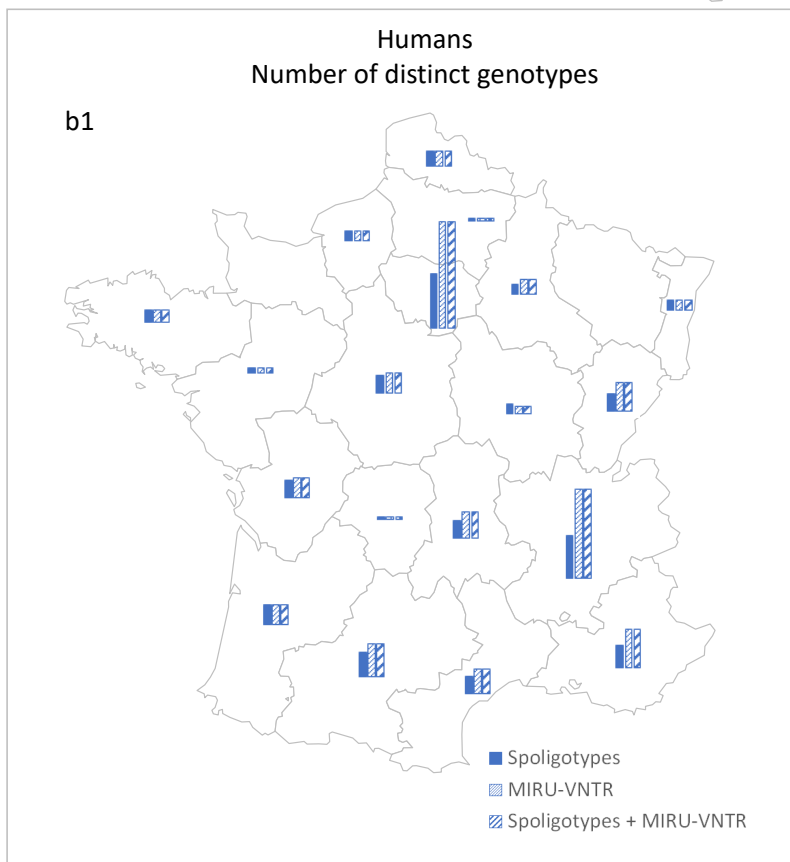 Humans
Number of distinct genotypes
b1
Spoligotypes
MIRU-VNTR
Spoligotypes + MIRU-VNTR